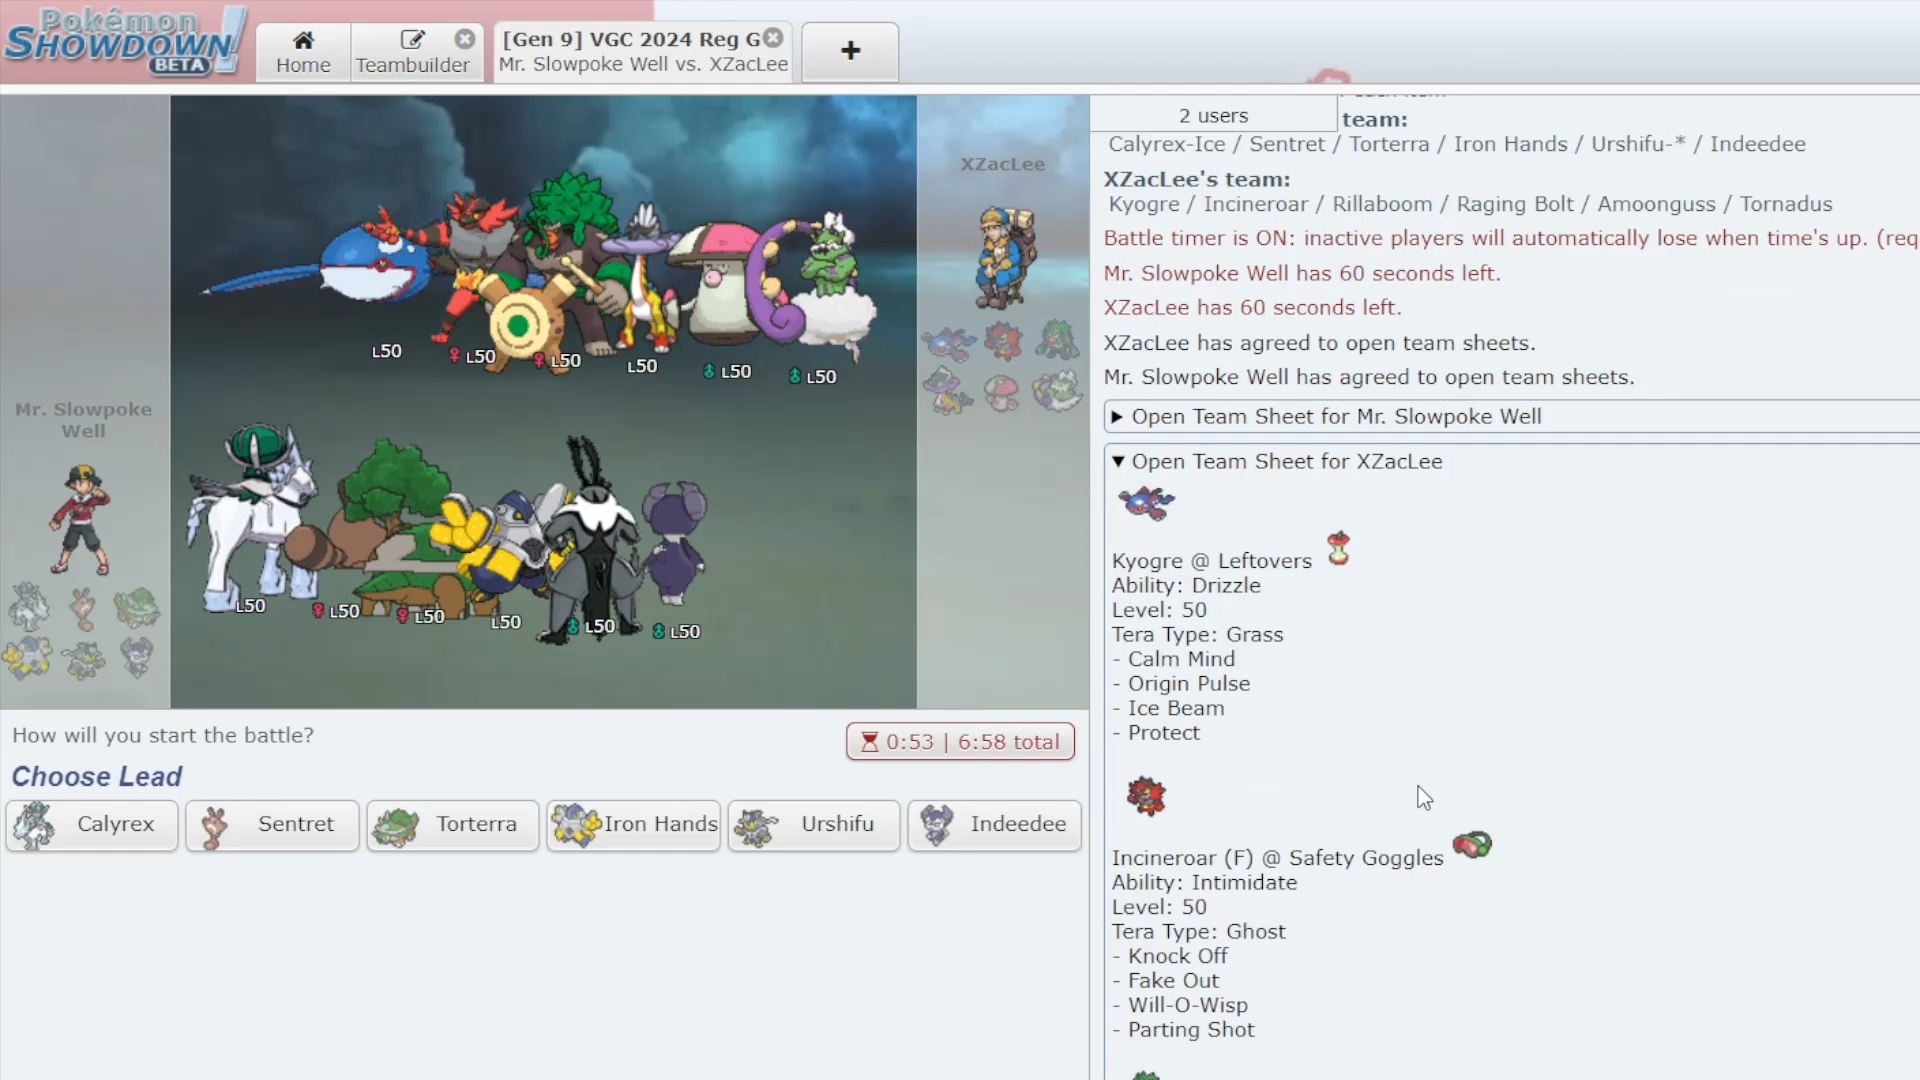 Pokémon
SHOWDOWN!
BETA
Home
Teambuilder
[Gen 9] VGC 2024 Reg G
Mr. Slowpoke Well vs. XZacLee
+
Mr. Slowpoke
Well
XZacLee
L50
L50
L50
L50
L50
L50
L50
L50
L50
L50
L50
L50
2 users
team:
Calyrex-Ice / Sentret / Torterra / Iron Hands / Urshifu-* / Indeedee
XZacLee's team:
Kyogre / Incineroar / Rillaboom / Raging Bolt / Amoonguss / Tornadus
Battle timer is ON: inactive players will automatically lose when time's up. (req
Mr. Slowpoke Well has 60 seconds left.
XZacLee has 60 seconds left.
XZacLee has agreed to open team sheets.
Mr. Slowpoke Well has agreed to open team sheets.
▶ Open Team Sheet for Mr. Slowpoke Well
▼ Open Team Sheet for XZacLee
Kyogre @ Leftovers
Ability: Drizzle
Level: 50
Tera Type: Grass
- Calm Mind
- Origin Pulse
- Ice Beam
- Protect
Incineroar (F) @ Safety Goggles
Ability: Intimidate
Level: 50
Tera Type: Ghost
- Knock Off
- Fake Out
- Will-O-Wisp
- Parting Shot
How will you start the battle?
0:53 | 6:58 total
Choose Lead
Calyrex
Sentret
Torterra
Iron Hands
Urshifu
Indeedee